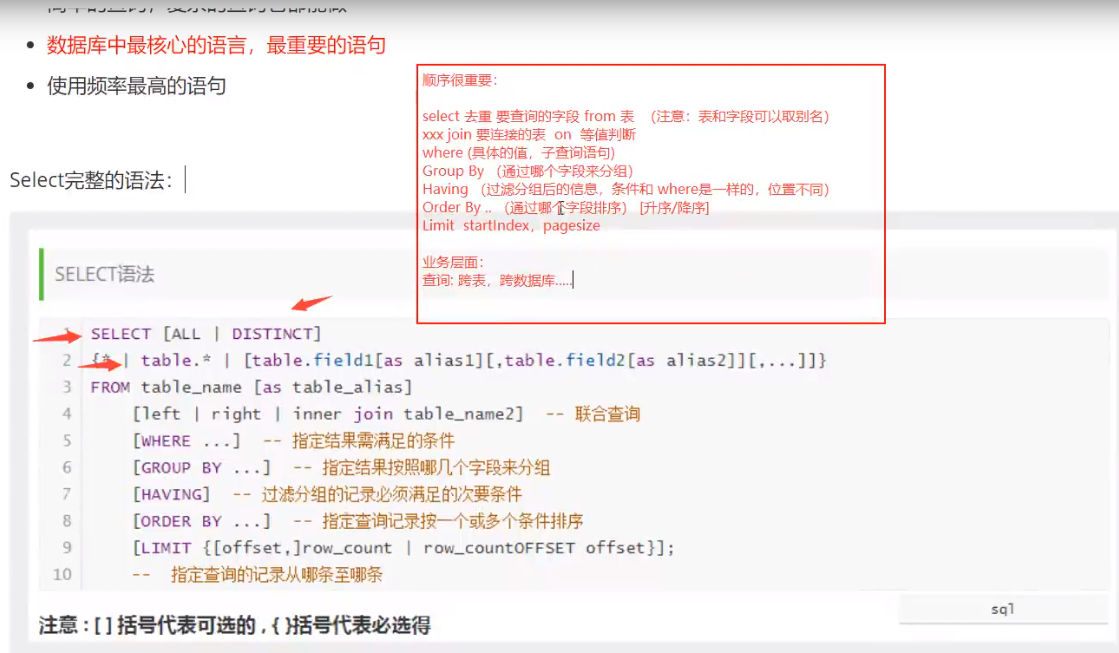 数据库中最核心的语言，最重要的语句
使用频率最高的语句
顺序很重要：
select 去重 要查询的字段 from 表 （注意：表和字段可以取别名）
xxx join 要连接的表 on 等值判断
where (具体的值，子查询语句)
Group By （通过哪个字段来分组）
Having （过滤分组后的信息，条件和 where是一样的，位置不同）
Order By .. （通过哪个字段排序） [升序/降序]
Limit startIndex，pagesize
业务层面：
查询: 跨表，跨数据库.....
Select完整的语法：
SELECT语法
1 SELECT [ALL | DISTINCT]
2 {* | table.* | [table.field1[as alias1][,table.field2[as alias2]][,...]]}
3 FROM table_name [as table_alias]
4 [left | right | inner join table_name2] -- 联合查询
5 [WHERE ...] -- 指定结果需满足的条件
6 [GROUP BY ...] -- 指定结果按照哪几个字段来分组
7 [HAVING] -- 过滤分组的记录必须满足的次要条件
8 [ORDER BY ...] -- 指定查询记录按一个或多个条件排序
9 [LIMIT {[offset,]row_count | row_countOFFSET offset}];
10 -- 指定查询的记录从哪条至哪条
sql
注意 : [ ] 括号代表可选的 , { }括号代表必选得